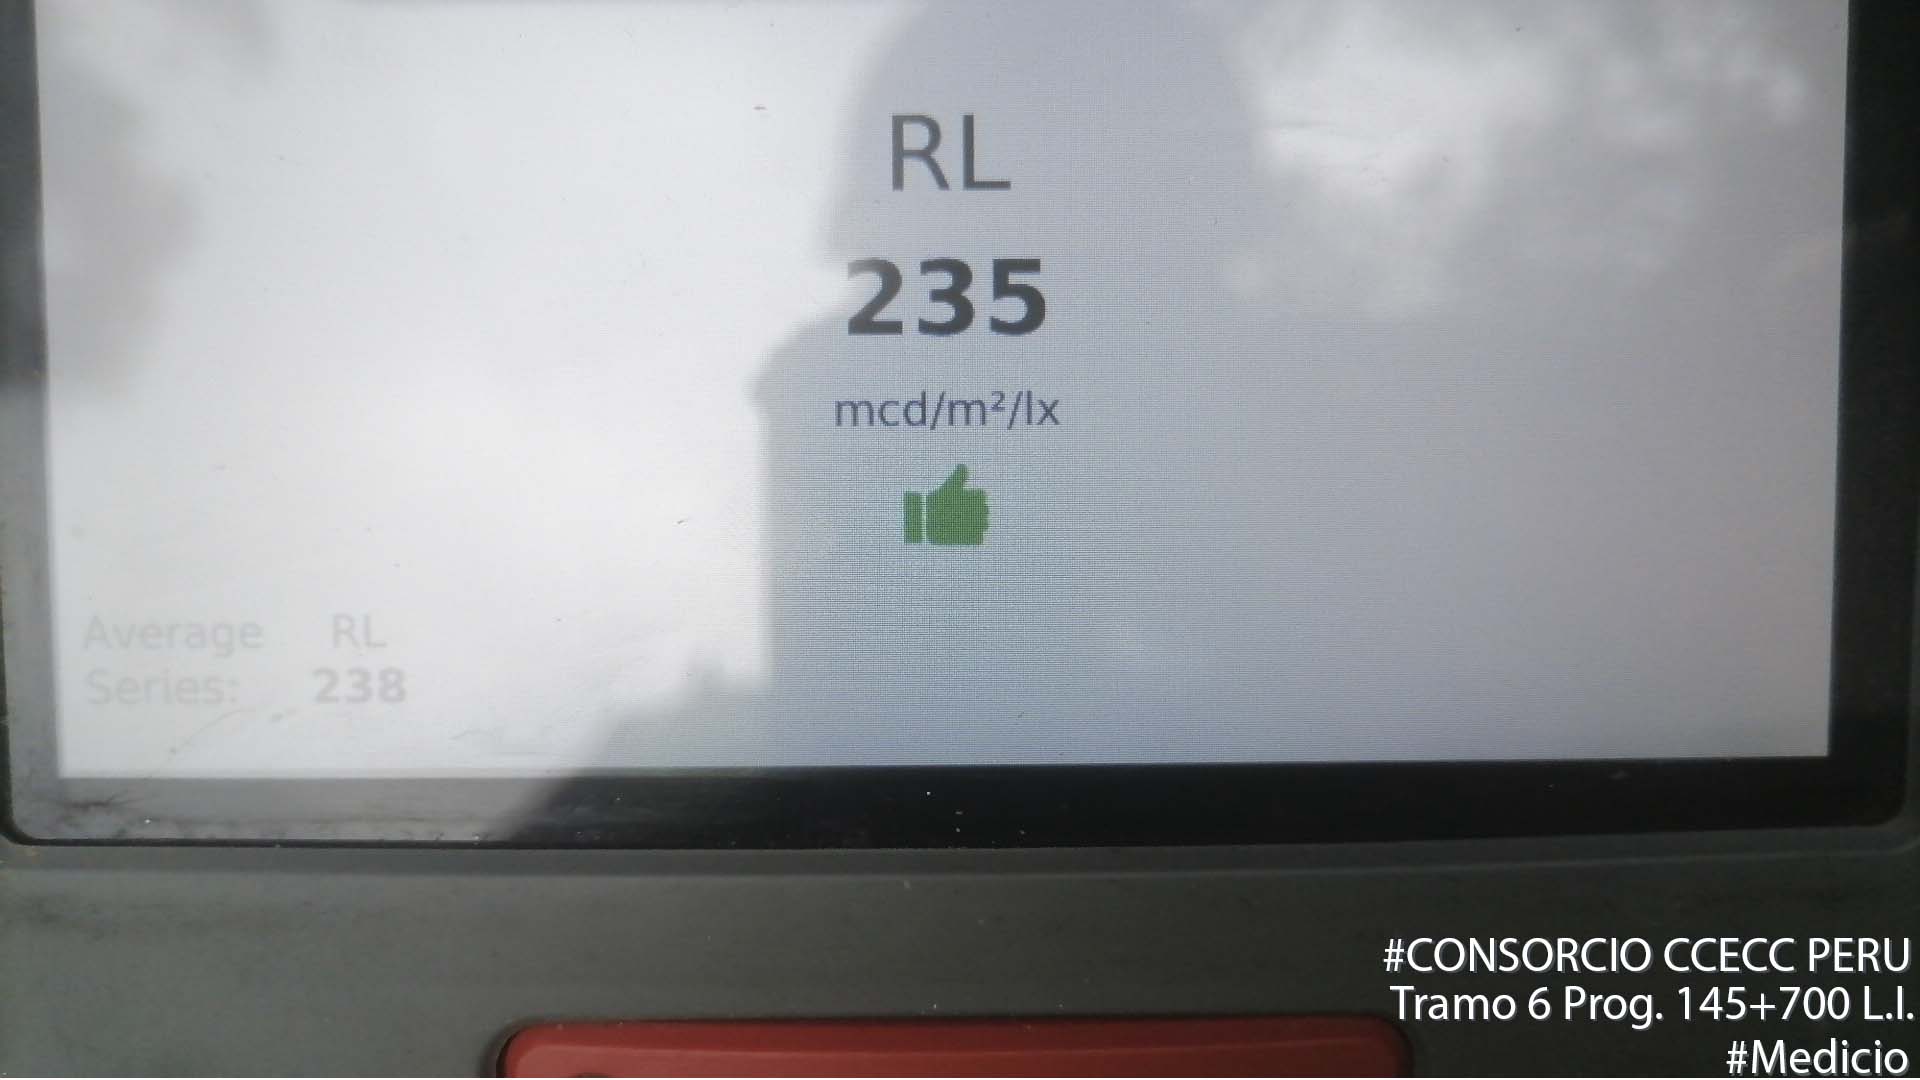 RL
235
mcd/m²/lx
Average RL
Series: 238
#CONSORCIO CCECC PERU
Tramo 6 Prog. 145+700 L.I.
#Medicio